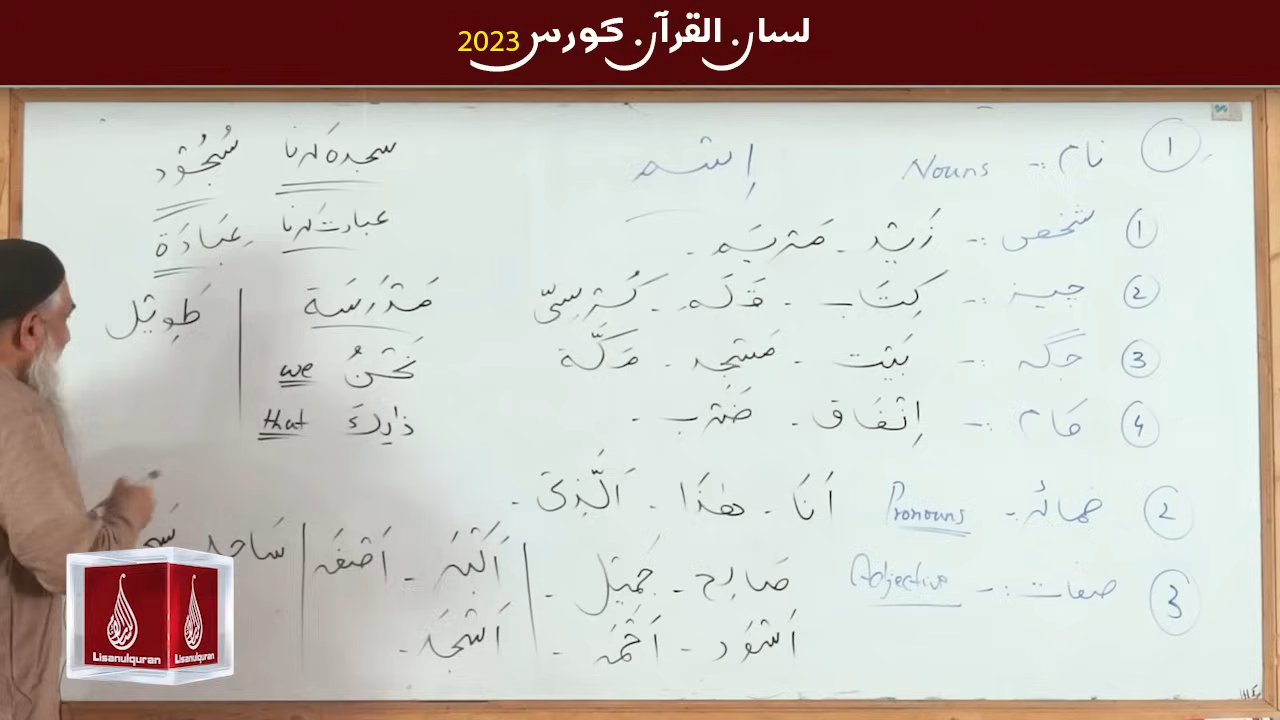 لسان القرآن کورس 2023
اِسْم
① نام -: Nouns
① شخص -: زَیْد - مَرْیَم -
② چیز -: کِتَاب - قَلَم - کُرْسِیّ
③ جگہ -: بَیْت - مَسْجِد - مَکَّة
④ کام -: اِنْفَاق - ضَرْب -
② ضمائر - Pronouns اَنَا - هٰذَا - اَلَّذِیْ -
③ صفات -: Adjective صَالِح - جَمِیْل - اَکْبَر - اَصْغَر
سَاجِد
اَسْوَد - اَحْمَر - اَشْجَر -
سجدہ کرنا سُجُوْد
عبادت کرنا عِبَادَة
مَدْرَسَة طَوِیْل
نَحْنُ we
ذٰلِكَ that
Lisanulquran
Lisanulquran